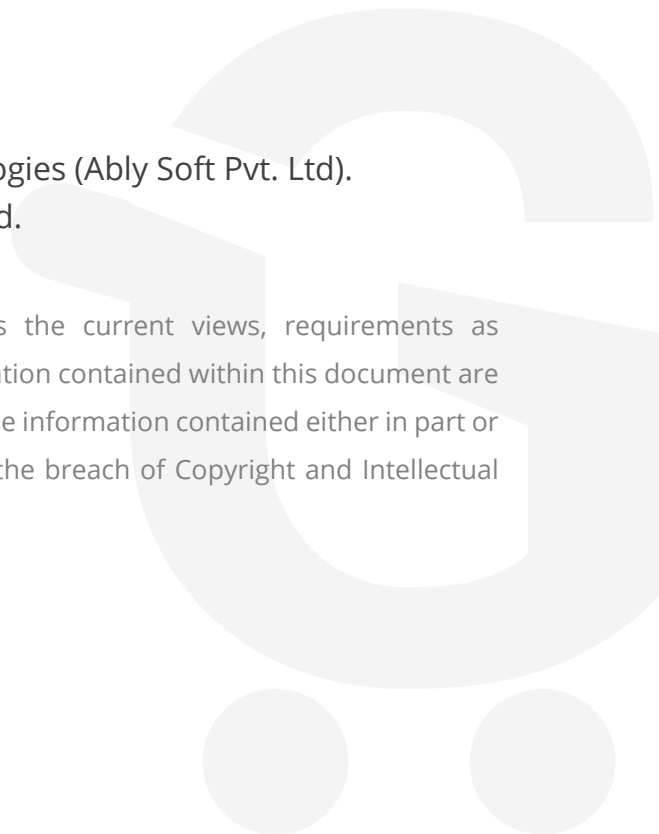 ogies (Ably Soft Pvt. Ltd).
d.
s the current views, requirements as
ation contained within this document are
e information contained either in part or
the breach of Copyright and Intellectual